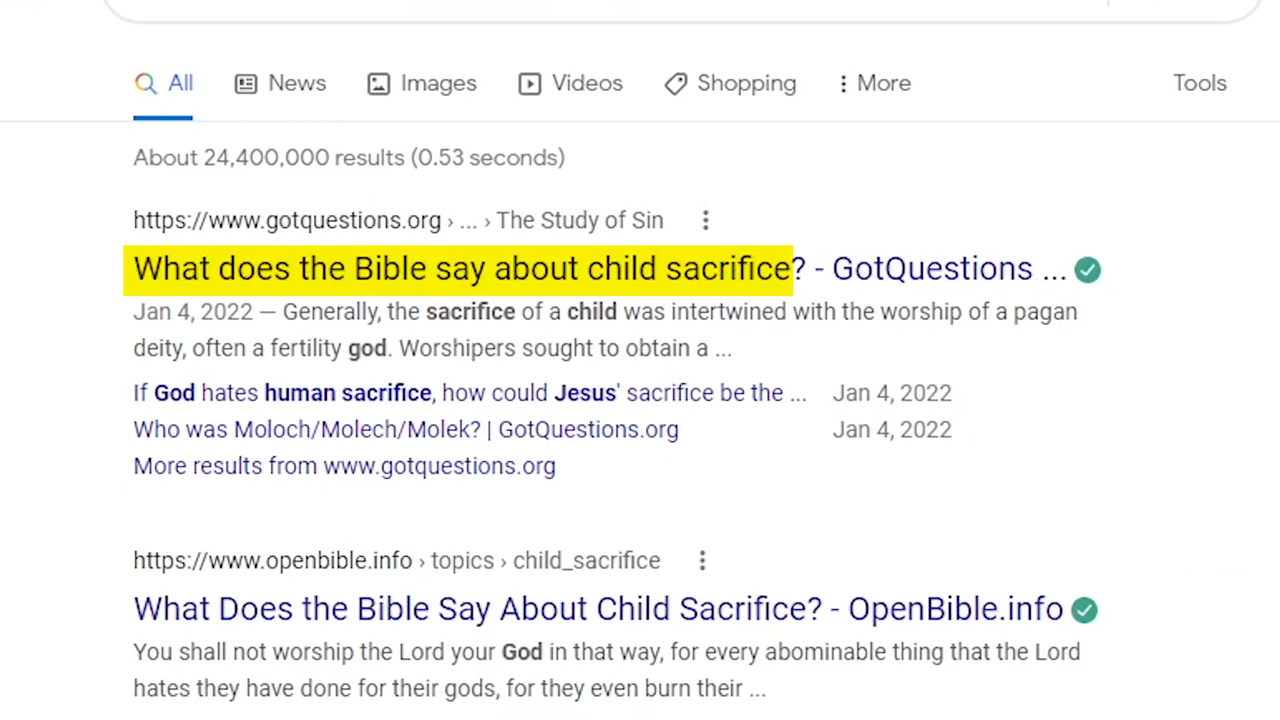 All News Images Videos Shopping More Tools
About 24,400,000 results (0.53 seconds)
https://www.gotquestions.org › ... › The Study of Sin
What does the Bible say about child sacrifice? - GotQuestions ...
Jan 4, 2022 — Generally, the sacrifice of a child was intertwined with the worship of a pagan
deity, often a fertility god. Worshipers sought to obtain a ...
If God hates human sacrifice, how could Jesus' sacrifice be the ... Jan 4, 2022
Who was Moloch/Molech/Molek? | GotQuestions.org Jan 4, 2022
More results from www.gotquestions.org
https://www.openbible.info › topics › child_sacrifice
What Does the Bible Say About Child Sacrifice? - OpenBible.info
You shall not worship the Lord your God in that way, for every abominable thing that the Lord
hates they have done for their gods, for they even burn their ...